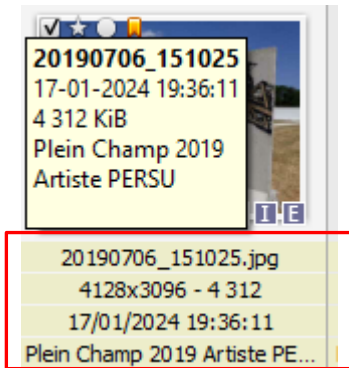 20190706_151025
17-01-2024 19:36:11
4 312 KiB
Plein Champ 2019
Artiste PERSU
I E
20190706_151025.jpg
4128x3096 - 4 312
17/01/2024 19:36:11
Plein Champ 2019 Artiste PE...